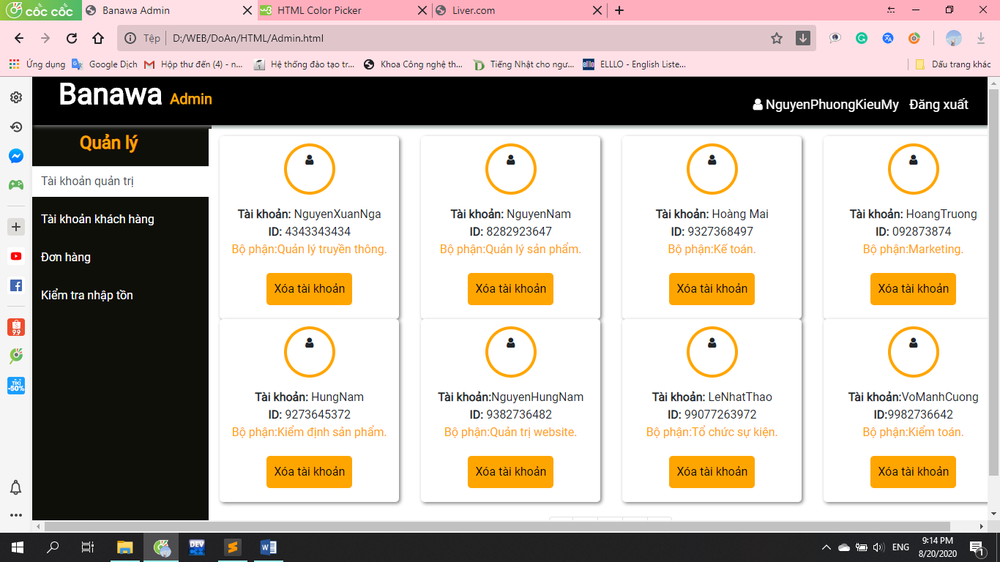 cốc cốc
Banawa Admin
HTML Color Picker
Liver.com
Tệp
D:/WEB/DoAn/HTML/Admin.html
Ứng dụng
Google Dịch
Hộp thư đến (4) - n...
Hệ thống đào tạo tr...
Khoa Công nghệ th...
Tiếng Nhật cho ngư...
ELLLO - English Liste...
Dấu trang khác
Banawa Admin
NguyenPhuongKieuMy
Đăng xuất
Quản lý
Tài khoản quản trị
Tài khoản khách hàng
Đơn hàng
Kiểm tra nhập tồn
Tài khoản: NguyenXuanNga
ID: 4343343434
Bộ phận:Quản lý truyền thông.
Xóa tài khoản
Tài khoản: NguyenNam
ID: 8282923647
Bộ phận:Quản lý sản phẩm.
Xóa tài khoản
Tài khoản: Hoàng Mai
ID: 9327368497
Bộ phận:Kế toán.
Xóa tài khoản
Tài khoản: HoangTruong
ID: 092873874
Bộ phận:Marketing.
Xóa tài khoản
Tài khoản: HungNam
ID: 9273645372
Bộ phận:Kiểm định sản phẩm.
Xóa tài khoản
Tài khoản:NguyenHungNam
ID: 9382736482
Bộ phận:Quản trị website.
Xóa tài khoản
Tài khoản: LeNhatThao
ID: 99077263972
Bộ phận:Tổ chức sự kiện.
Xóa tài khoản
Tài khoản:VoManhCuong
ID:9982736642
Bộ phận:Kiểm toán.
Xóa tài khoản
9.9
TIKI
-50%
DEV
ENG
9:14 PM
8/20/2020
1